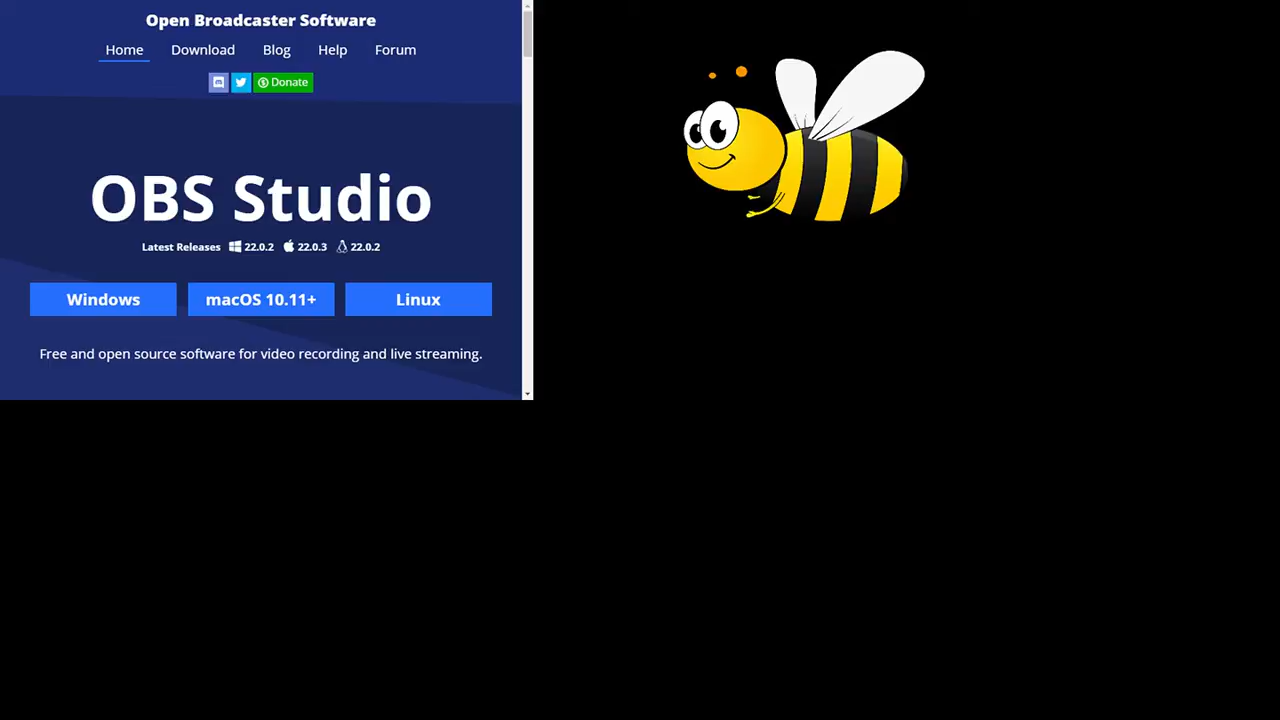 Open Broadcaster Software
Home Download Blog Help Forum
Donate
OBS Studio
Latest Releases 22.0.2 22.0.3 22.0.2
Windows macOS 10.11+ Linux
Free and open source software for video recording and live streaming.